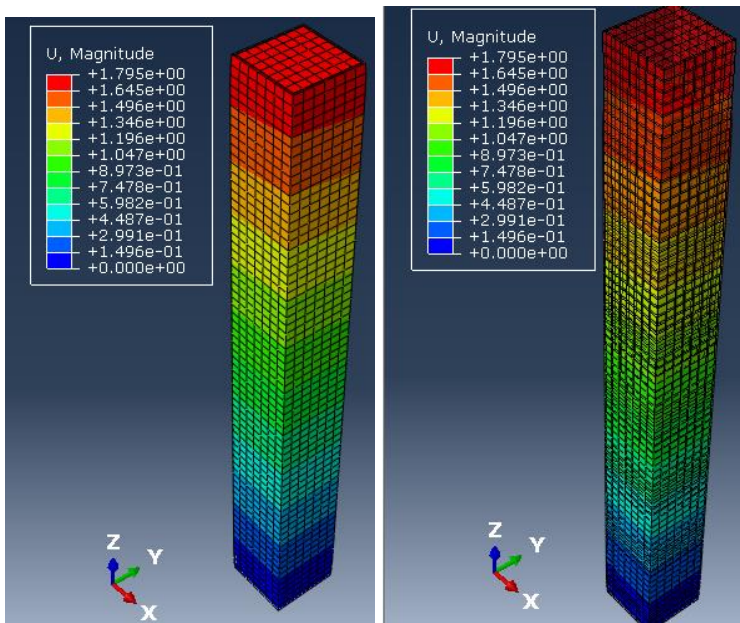 U, Magnitude
+1.795e+00
+1.645e+00
+1.496e+00
+1.346e+00
+1.196e+00
+1.047e+00
+8.973e-01
+7.478e-01
+5.982e-01
+4.487e-01
+2.991e-01
+1.496e-01
+0.000e+00
Z
Y
X
U, Magnitude
+1.795e+00
+1.645e+00
+1.496e+00
+1.346e+00
+1.196e+00
+1.047e+00
+8.973e-01
+7.478e-01
+5.982e-01
+4.487e-01
+2.991e-01
+1.496e-01
+0.000e+00
Z
Y
X